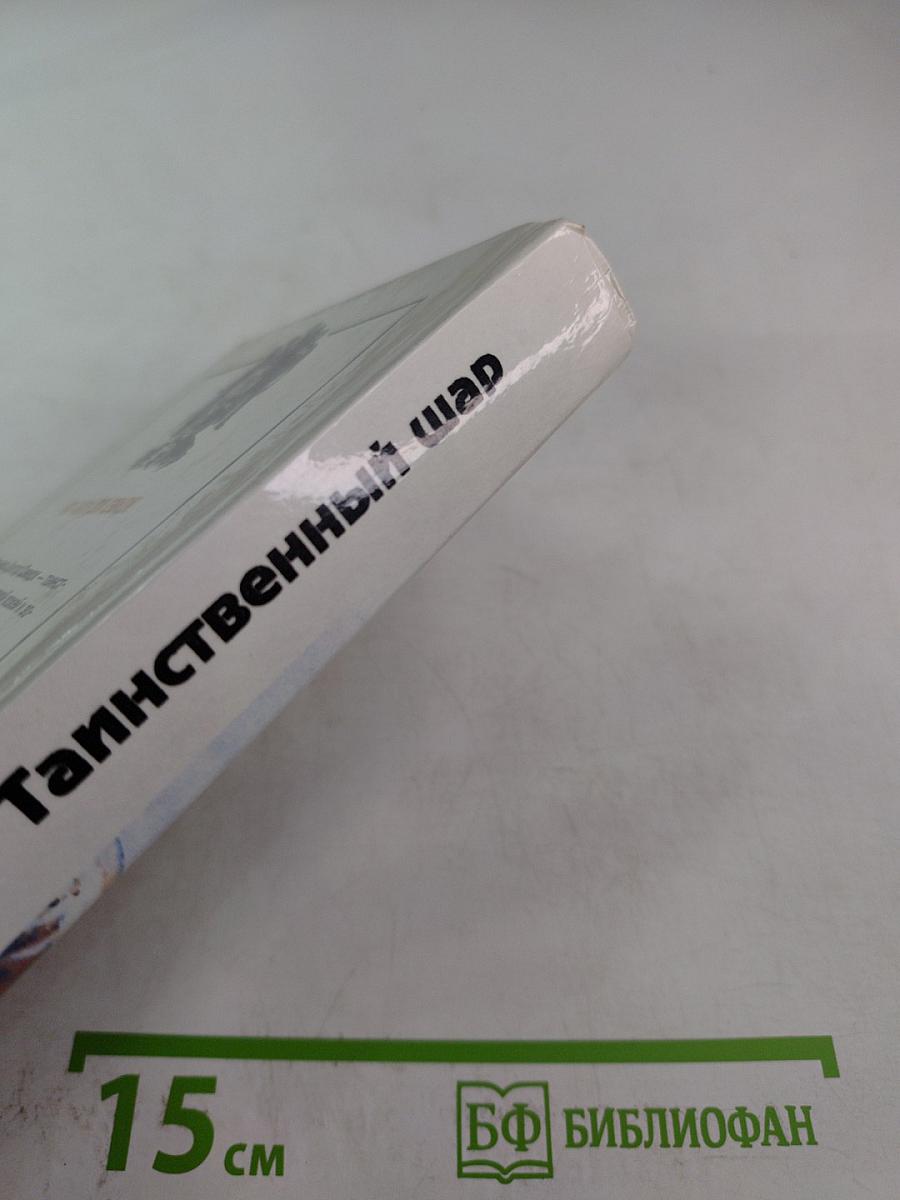 Таинственный шар
15 см
БФ БИБЛИОФАН